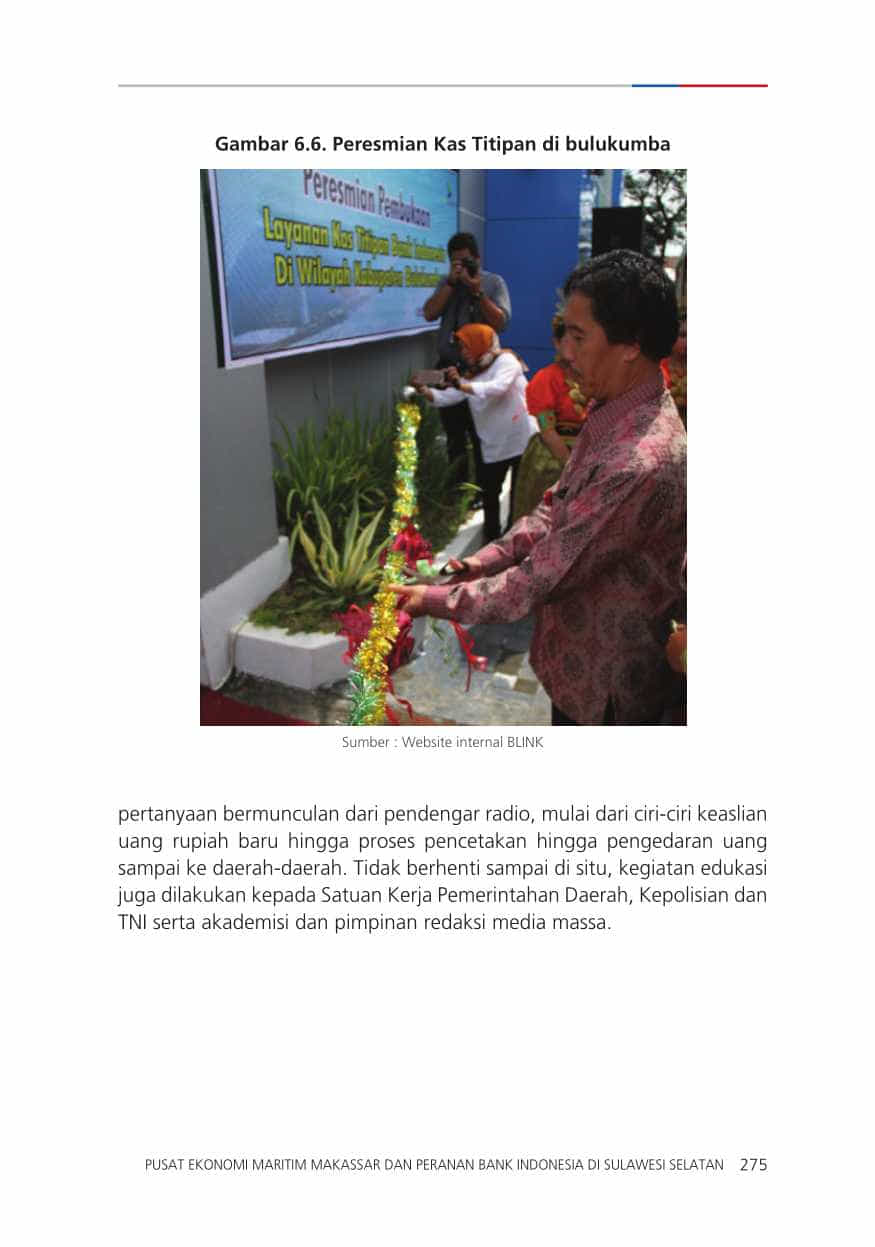 Gambar 6.6. Peresmian Kas Titipan di bulukumba
Peresmian Pembukaan
Layanan Kas Titipan Bank Indonesia
Di Wilayah Kabupaten Bulukumba
Sumber : Website internal BLINK
pertanyaan bermunculan dari pendengar radio, mulai dari ciri-ciri keaslian
uang rupiah baru hingga proses pencetakan hingga pengedaran uang
sampai ke daerah-daerah. Tidak berhenti sampai di situ, kegiatan edukasi
juga dilakukan kepada Satuan Kerja Pemerintahan Daerah, Kepolisian dan
TNI serta akademisi dan pimpinan redaksi media massa.
PUSAT EKONOMI MARITIM MAKASSAR DAN PERANAN BANK INDONESIA DI SULAWESI SELATAN 275